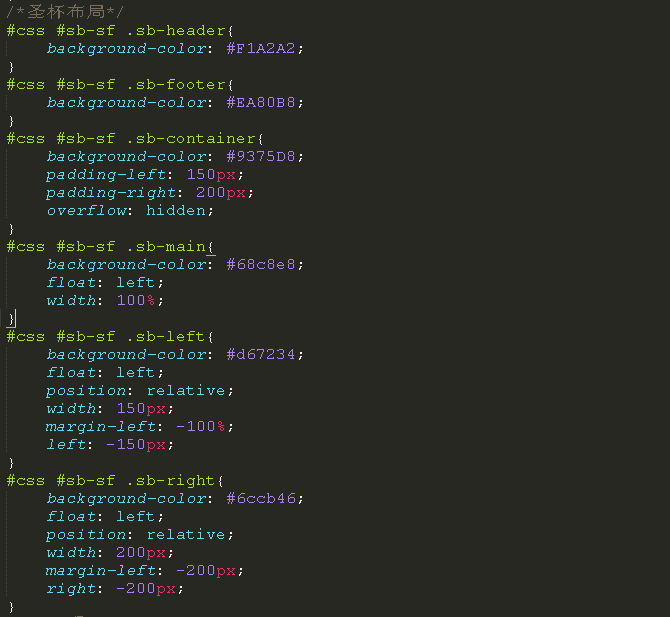 /*圣杯布局*/
#css #sb-sf .sb-header{
background-color: #F1A2A2;
}
#css #sb-sf .sb-footer{
background-color: #EA80B8;
}
#css #sb-sf .sb-container{
background-color: #9375D8;
padding-left: 150px;
padding-right: 200px;
overflow: hidden;
}
#css #sb-sf .sb-main{
background-color: #68c8e8;
float: left;
width: 100%;
}
#css #sb-sf .sb-left{
background-color: #d67234;
float: left;
position: relative;
width: 150px;
margin-left: -100%;
left: -150px;
}
#css #sb-sf .sb-right{
background-color: #6ccb46;
float: left;
position: relative;
width: 200px;
margin-left: -200px;
right: -200px;
}